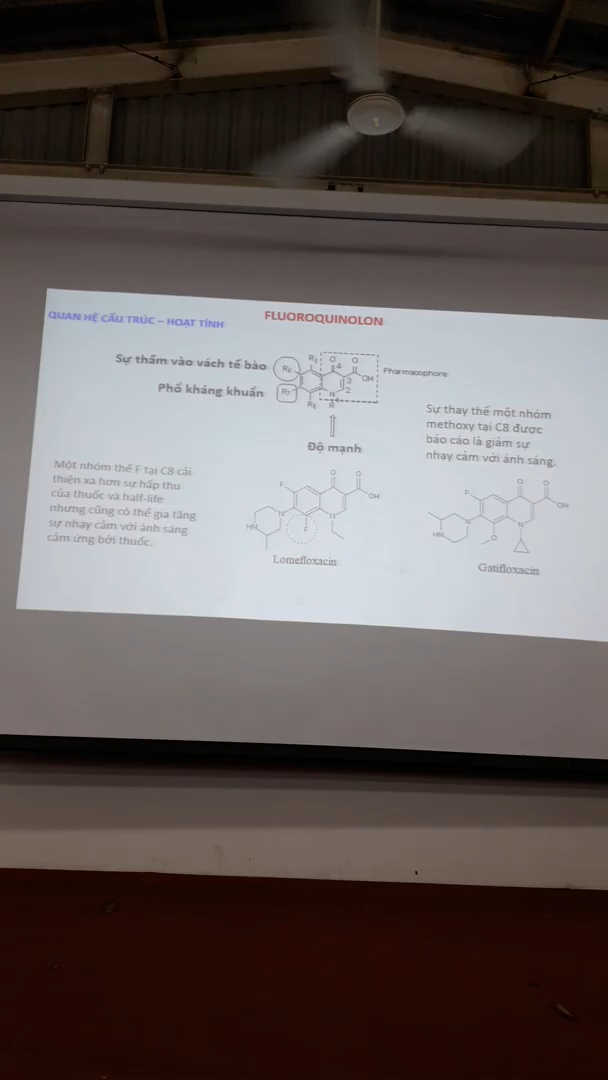 QUAN HỆ CẤU TRÚC – HOẠT TÍNH
FLUOROQUINOLON
Sự thấm vào vách tế bào
Phổ kháng khuẩn
R₆
R₇
R₅
R₈
O
4
O
OH
3
2
N
R
Pharmacophore
Độ mạnh
Sự thay thế một nhóm
methoxy tại C8 được
báo cáo là giảm sự
nhạy cảm với ánh sáng.
Một nhóm thế F tại C8 cải
thiện xa hơn sự hấp thu
của thuốc và half-life
nhưng cũng có thể gia tăng
sự nhạy cảm với ánh sáng
cảm ứng bởi thuốc.
F
O
O
OH
N
N
HN
F
Lomefloxacin
F
O
O
OH
N
N
HN
O
Gatifloxacin